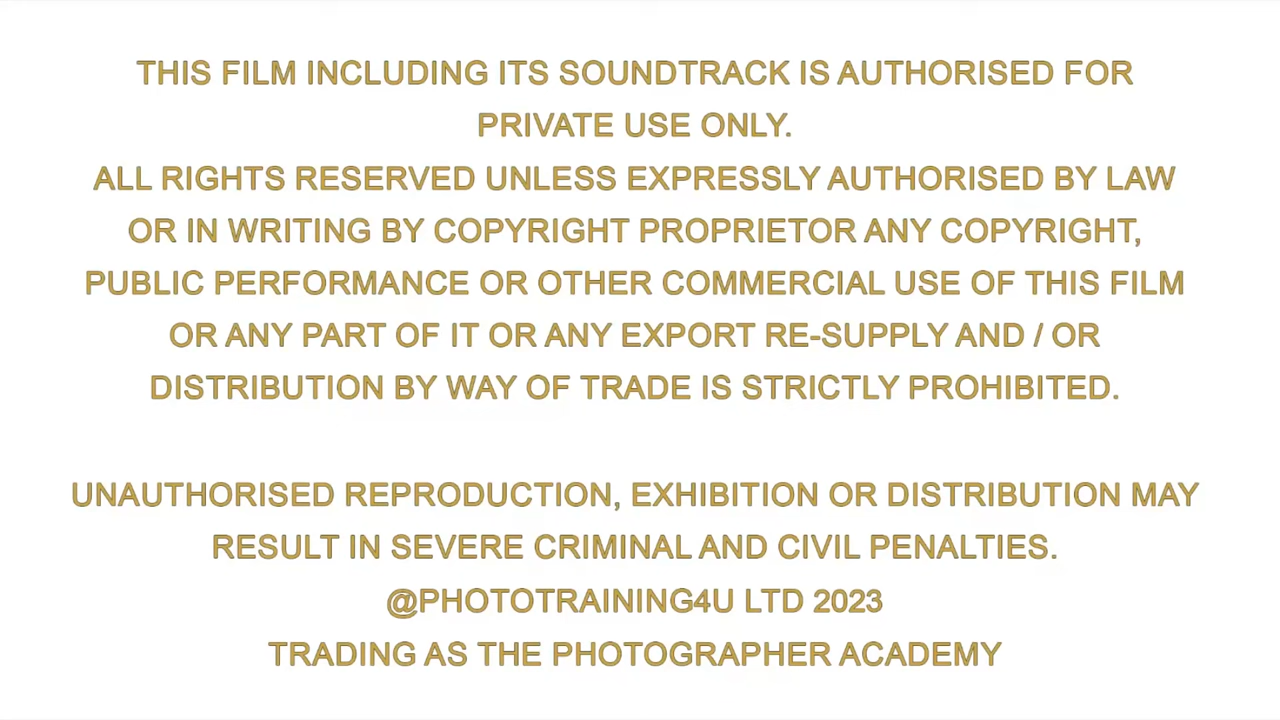 THIS FILM INCLUDING ITS SOUNDTRACK IS AUTHORISED FOR
PRIVATE USE ONLY.
ALL RIGHTS RESERVED UNLESS EXPRESSLY AUTHORISED BY LAW
OR IN WRITING BY COPYRIGHT PROPRIETOR ANY COPYRIGHT,
PUBLIC PERFORMANCE OR OTHER COMMERCIAL USE OF THIS FILM
OR ANY PART OF IT OR ANY EXPORT RE-SUPPLY AND / OR
DISTRIBUTION BY WAY OF TRADE IS STRICTLY PROHIBITED.
UNAUTHORISED REPRODUCTION, EXHIBITION OR DISTRIBUTION MAY
RESULT IN SEVERE CRIMINAL AND CIVIL PENALTIES.
@PHOTOTRAINING4U LTD 2023
TRADING AS THE PHOTOGRAPHER ACADEMY